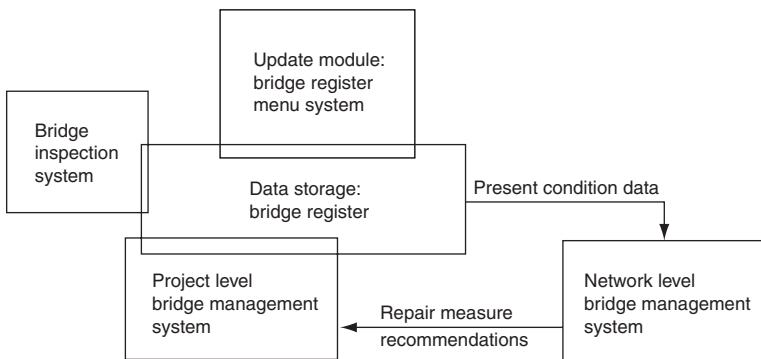 Update module:
bridge register
menu system
Bridge
inspection
system
Data storage:
bridge register
Present condition data
Project level
bridge management
system
Repair measure
recommendations
Network level
bridge management
system